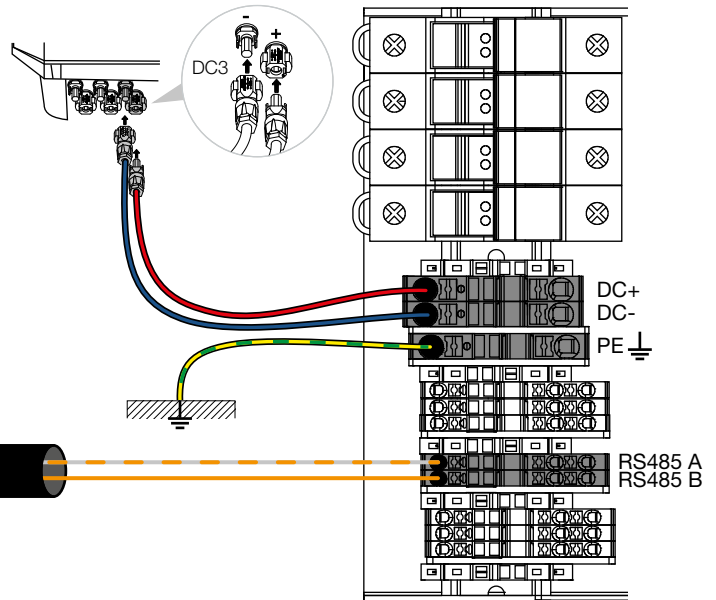 - +
DC3
DC+
DC-
PE
RS485 A
RS485 B